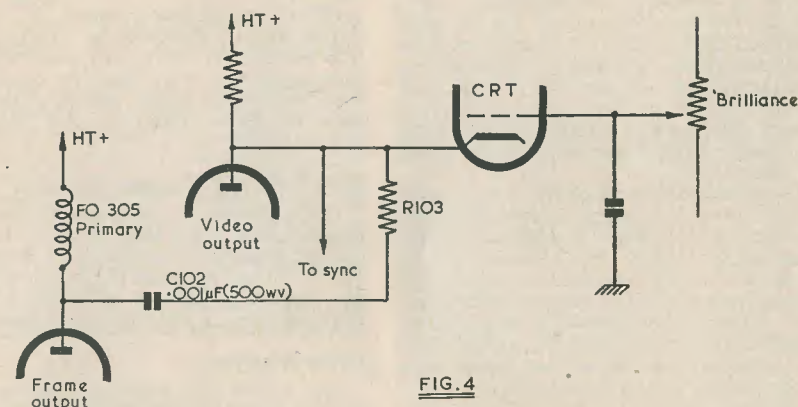 HT+
HT+
CRT
'Brilliance
FO 305
Primary
Video
output
R103
To sync
C102
.001µF(500wv)
Frame
output
FIG.4